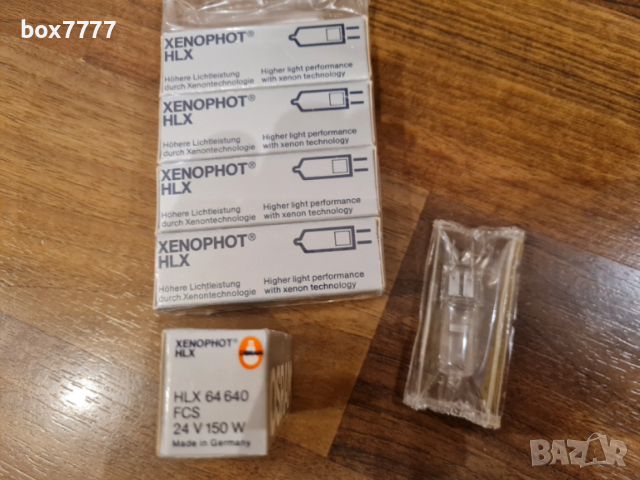 box7777
XENOPHOT®
HLX
Höhere Lichtleistung
durch Xenontechnologie
Higher light performance
with xenon technology
XENOPHOT®
HLX
Höhere Lichtleistung
durch Xenontechnologie
Higher light performance
with xenon technology
XENOPHOT®
HLX
Höhere Lichtleistung
durch Xenontechnologie
Higher light performance
with xenon technology
XENOPHOT®
HLX
Höhere Lichtleistung
durch Xenontechnologie
Higher light performance
with xenon technology
XENOPHOT®
HLX
HLX 64 640
FCS
24 V 150 W
Made in Germany
BAZAR